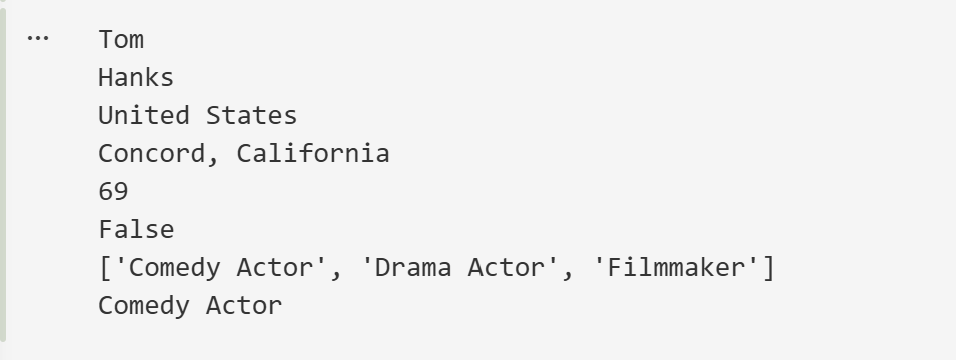 Tom
Hanks
United States
Concord, California
69
False
['Comedy Actor', 'Drama Actor', 'Filmmaker']
Comedy Actor